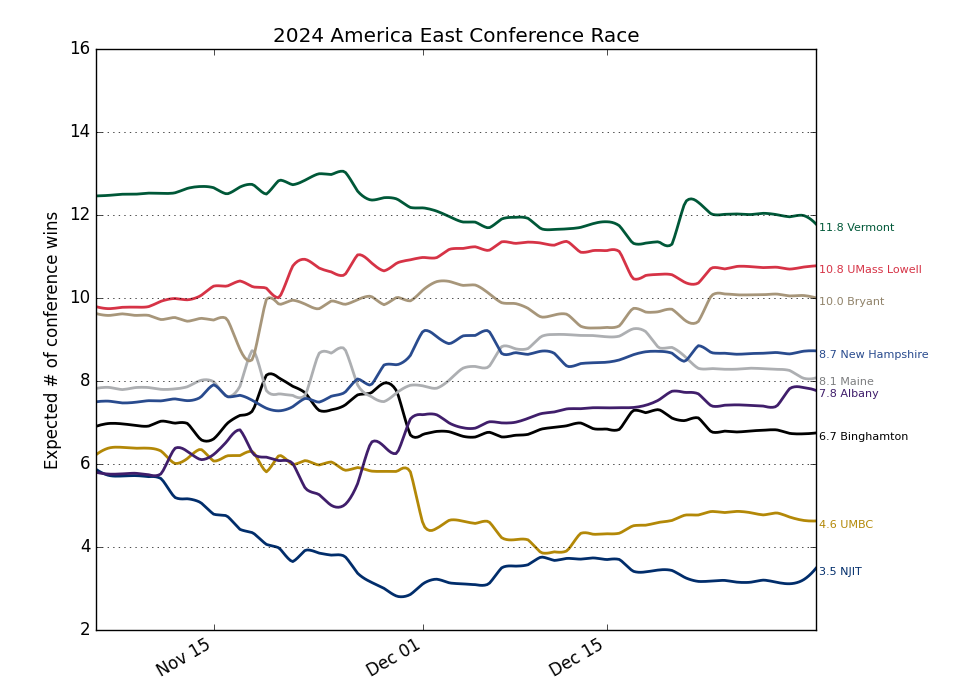 2024 America East Conference Race
Expected # of conference wins
16
14
12
10
8
6
4
2
Nov 15
Dec 01
Dec 15
11.8 Vermont
10.8 UMass Lowell
10.0 Bryant
8.7 New Hampshire
8.1 Maine
7.8 Albany
6.7 Binghamton
4.6 UMBC
3.5 NJIT